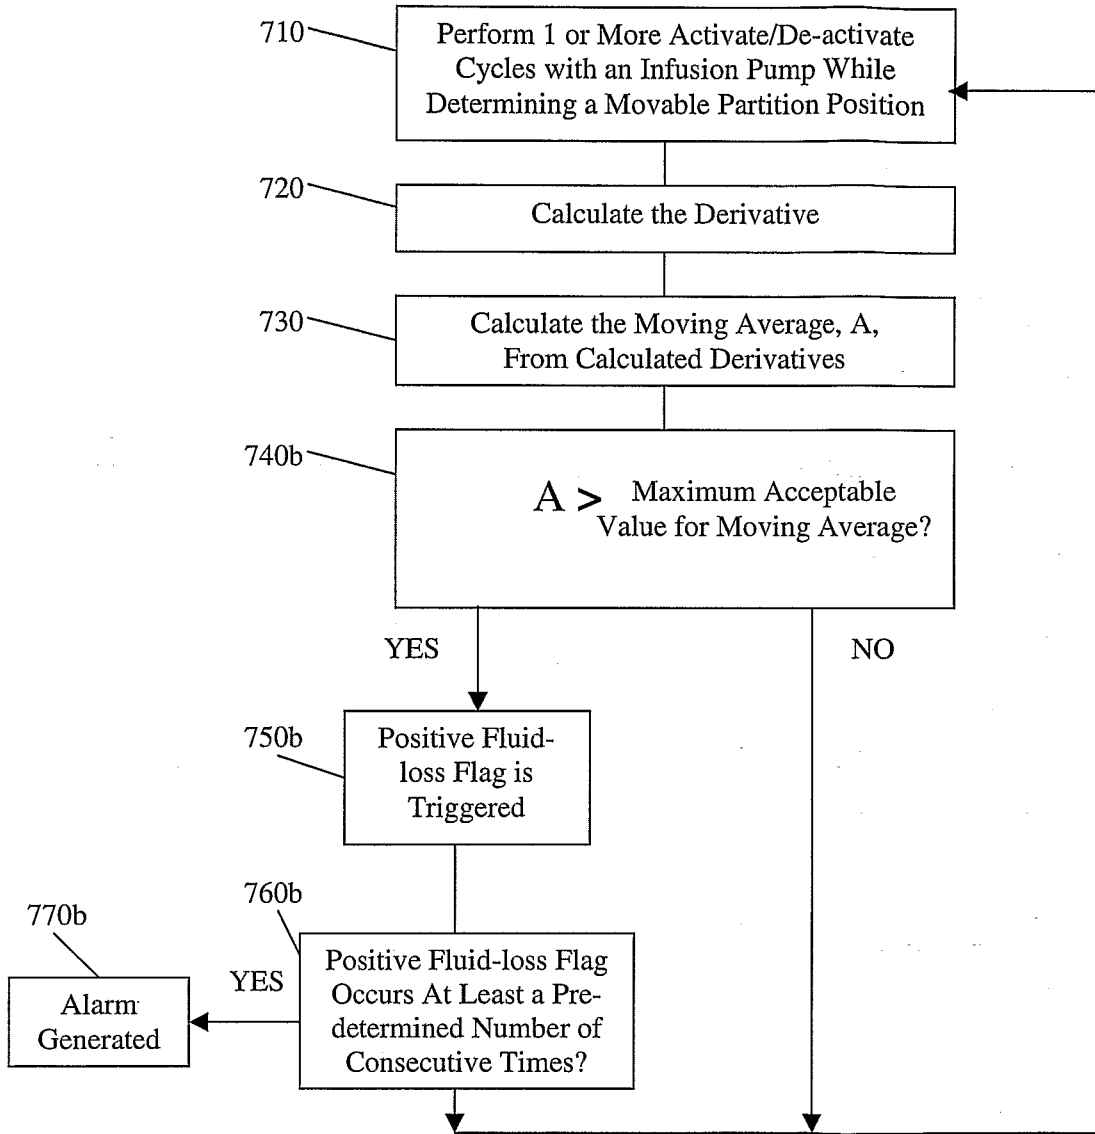 710
Perform 1 or More Activate/De-activate
Cycles with an Infusion Pump While
Determining a Movable Partition Position
720
Calculate the Derivative
730
Calculate the Moving Average, A,
From Calculated Derivatives
740b
A > Maximum Acceptable
Value for Moving Average?
YES
NO
750b
Positive Fluid-
loss Flag is
Triggered
760b
770b
YES
Positive Fluid-loss Flag
Occurs At Least a Pre-
determined Number of
Consecutive Times?
Alarm
Generated